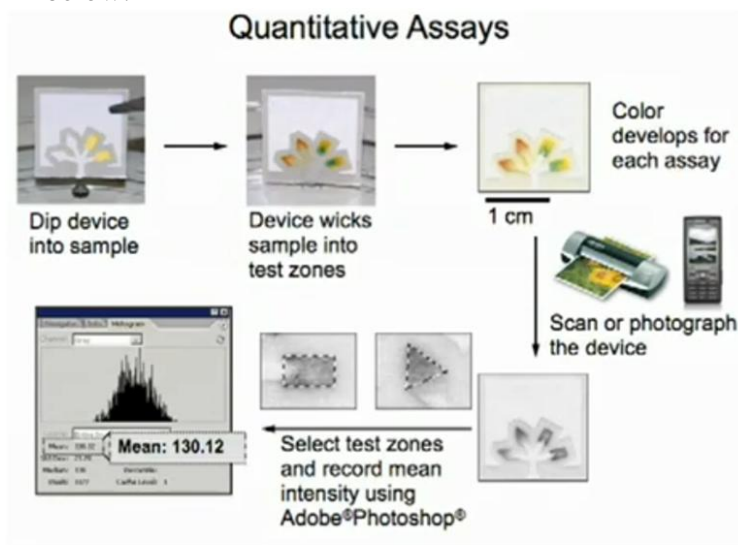 Quantitative Assays
Dip device
into sample
Device wicks
sample into
test zones
Color
develops for
each assay
1 cm
Scan or photograph
the device
Select test zones
and record mean
intensity using
Adobe®Photoshop®
Histogram
Mean: 130.12